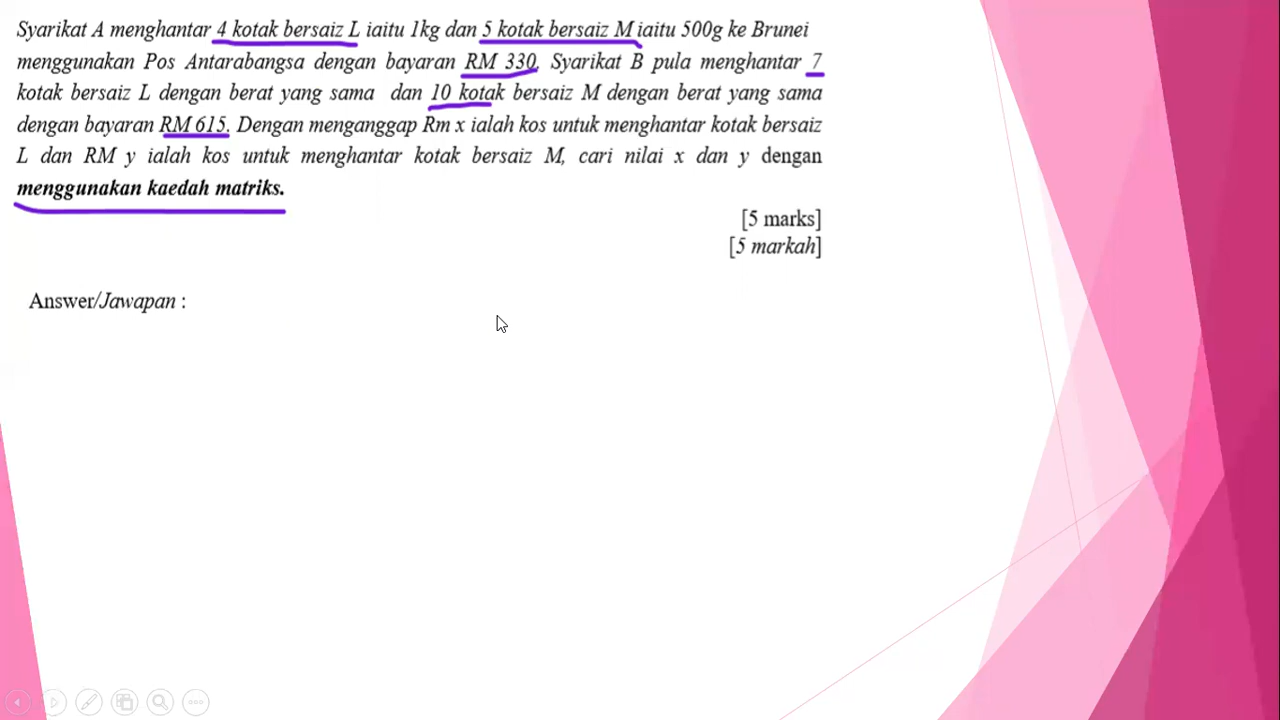 Syarikat A menghantar 4 kotak bersaiz L iaitu 1kg dan 5 kotak bersaiz M iaitu 500g ke Brunei
menggunakan Pos Antarabangsa dengan bayaran RM 330. Syarikat B pula menghantar 7
kotak bersaiz L dengan berat yang sama dan 10 kotak bersaiz M dengan berat yang sama
dengan bayaran RM 615. Dengan menganggap Rm x ialah kos untuk menghantar kotak bersaiz
L dan RM y ialah kos untuk menghantar kotak bersaiz M, cari nilai x dan y dengan
menggunakan kaedah matriks.
[5 marks]
[5 markah]
Answer/Jawapan :